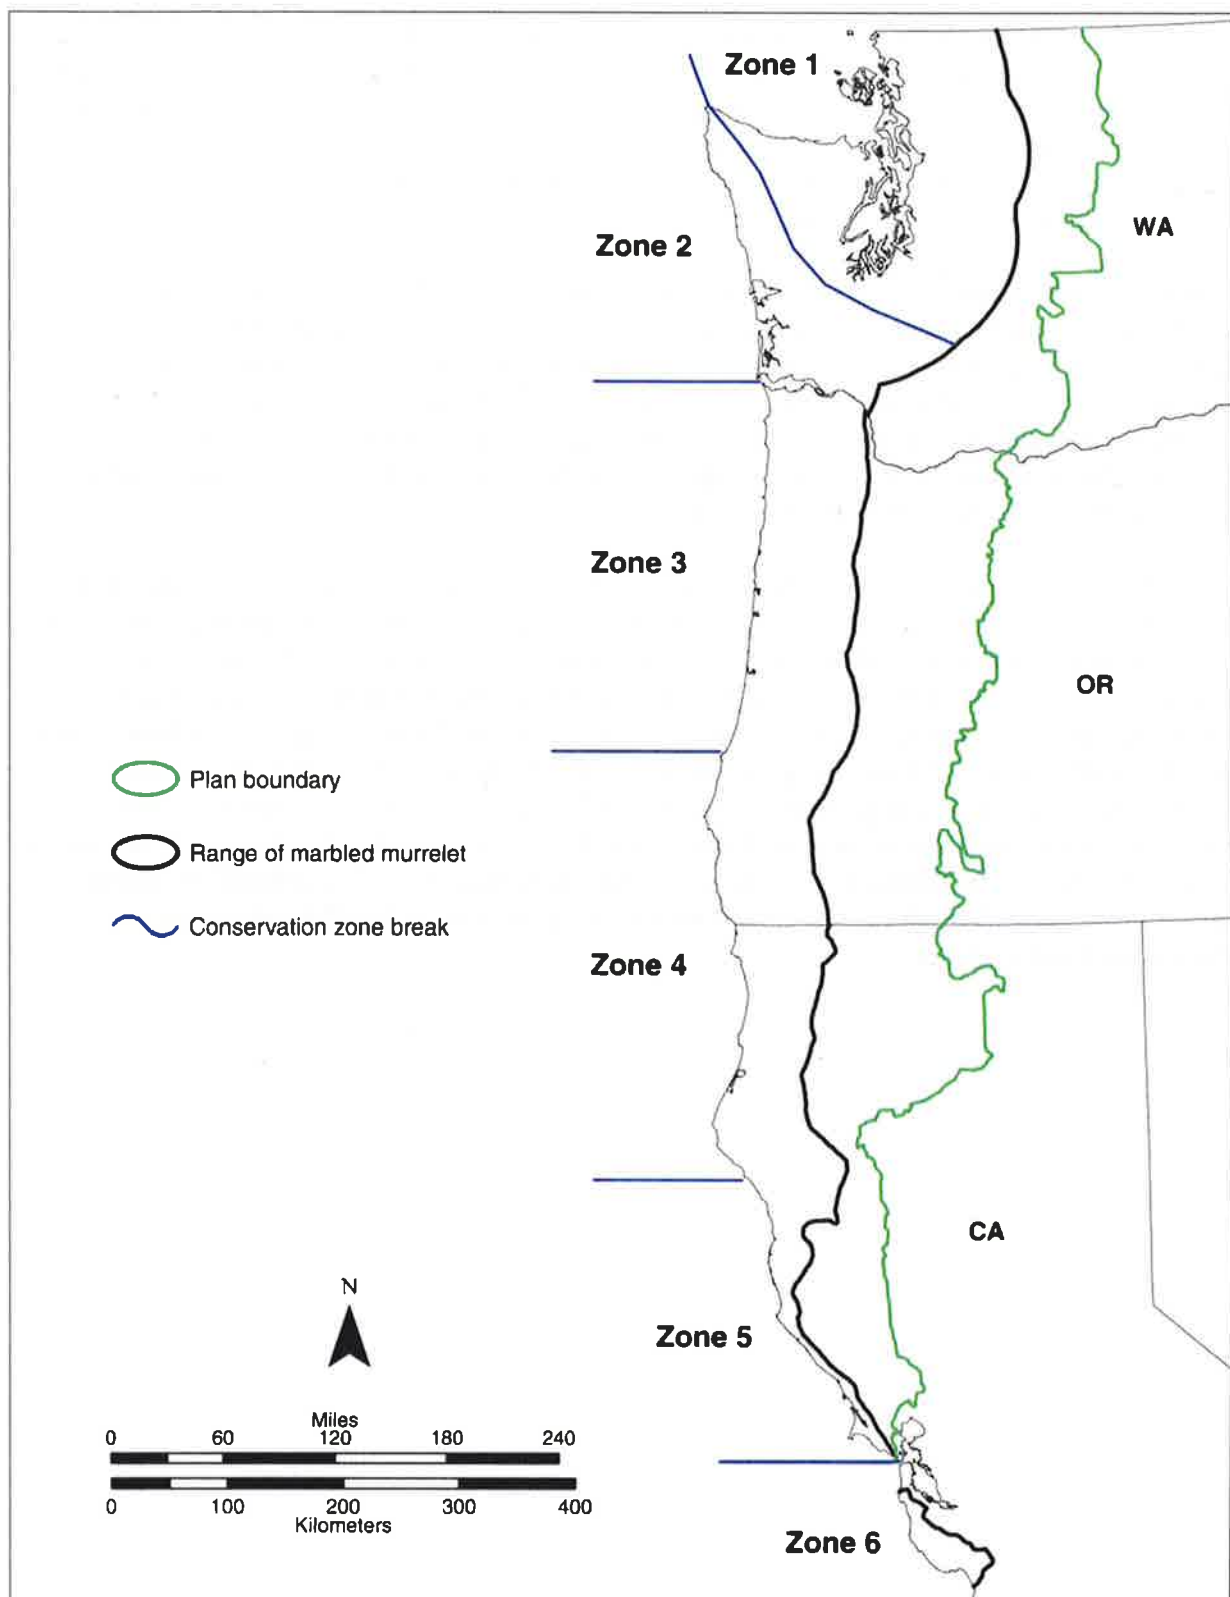 Zone 1
WA
Zone 2
Zone 3
OR
Plan boundary
Range of marbled murrelet
Conservation zone break
Zone 4
CA
N
Zone 5
Miles
0 60 120 180 240
0 100 200 300 400
Kilometers
Zone 6